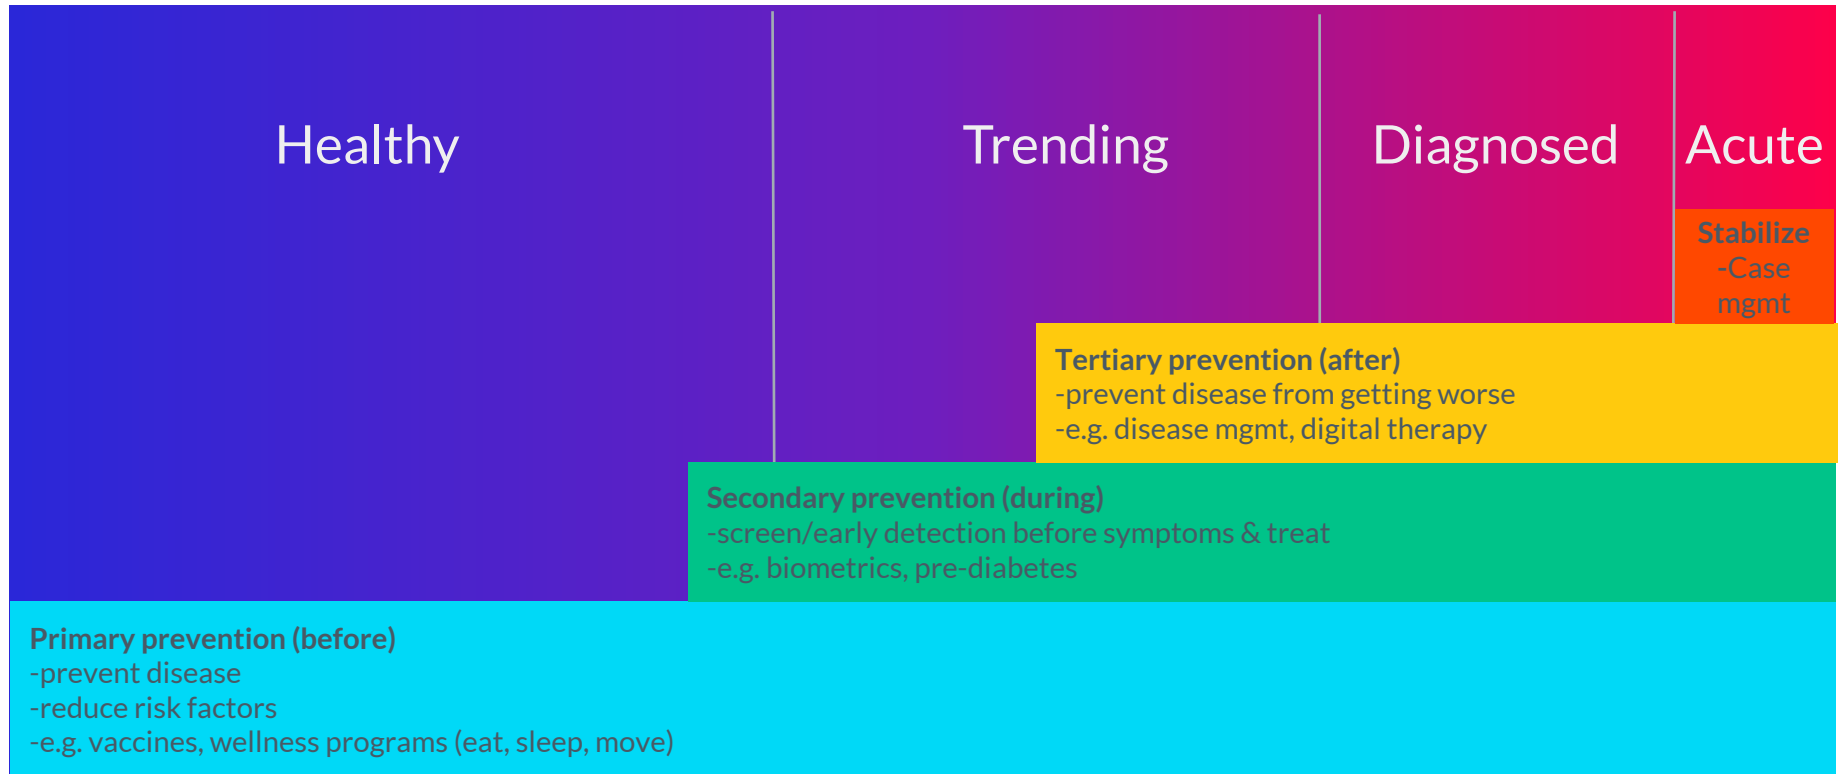 Healthy
Trending
Diagnosed
Acute
Stabilize
-Case
mgmt
Tertiary prevention (after)
-prevent disease from getting worse
-e.g. disease mgmt, digital therapy
Secondary prevention (during)
-screen/early detection before symptoms & treat
-e.g. biometrics, pre-diabetes
Primary prevention (before)
-prevent disease
-reduce risk factors
-e.g. vaccines, wellness programs (eat, sleep, move)